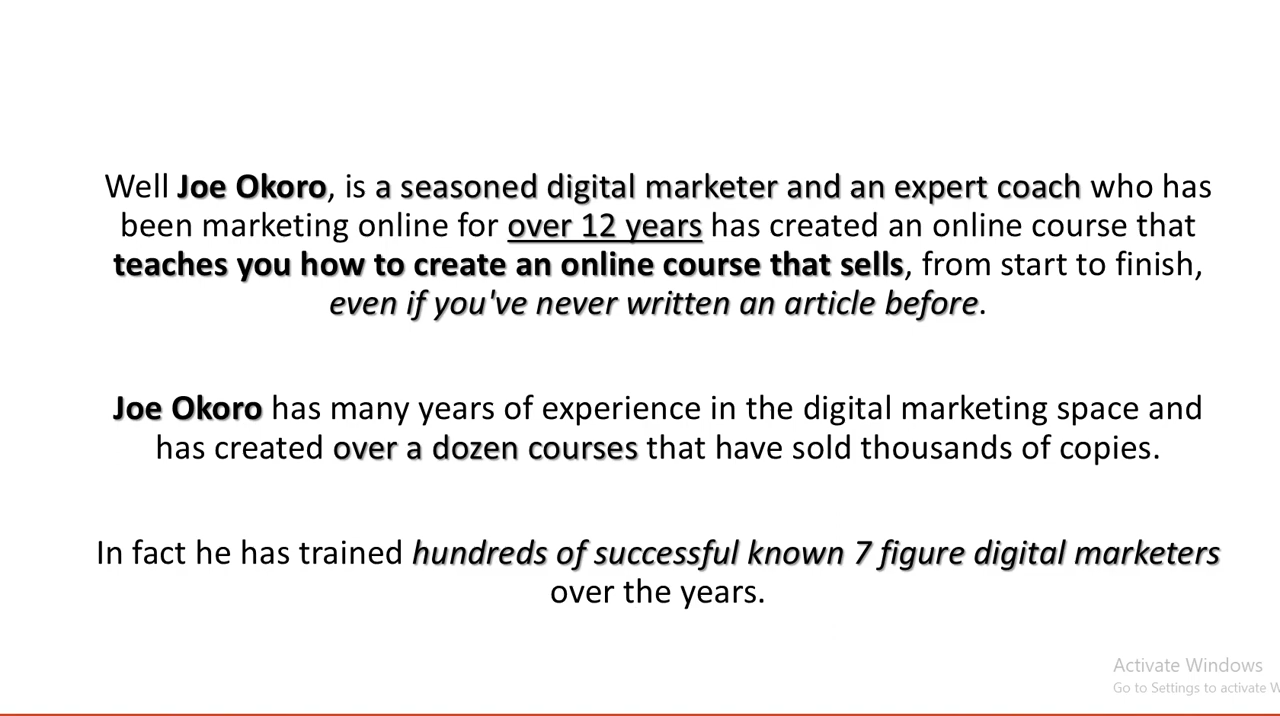 Well Joe Okoro, is a seasoned digital marketer and an expert coach who has
been marketing online for over 12 years has created an online course that
teaches you how to create an online course that sells, from start to finish,
even if you've never written an article before.
Joe Okoro has many years of experience in the digital marketing space and
has created over a dozen courses that have sold thousands of copies.
In fact he has trained hundreds of successful known 7 figure digital marketers
over the years.
Activate Windows
Go to Settings to activate W